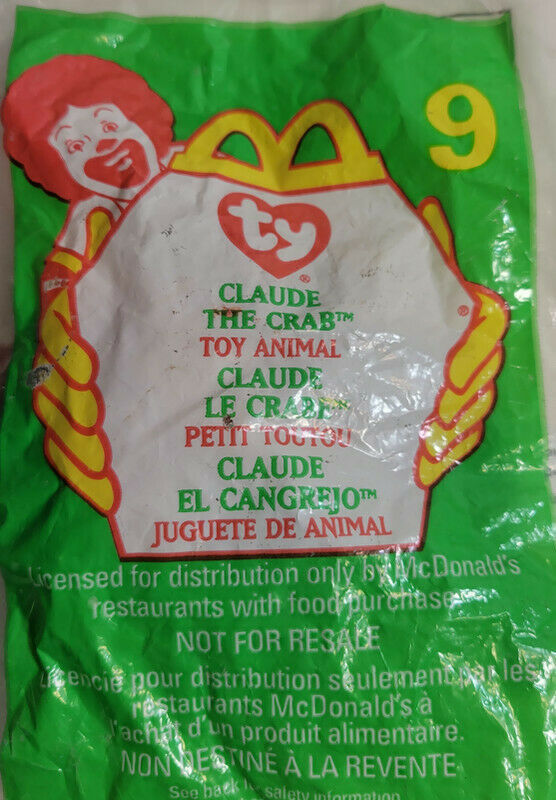 9
ty®
CLAUDE
THE CRAB™
®
TOY ANIMAL
CLAUDE
LE CRABE™
PETIT TOUTOU
CLAUDE
EL CANGREJO™
JUGUETE DE ANIMAL
Licensed for distribution only by McDonald's
restaurants with food purchase
NOT FOR RESALE
Licencié pour distribution seulement par les
restaurants McDonald's à
l'achat d'un produit alimentaire.
NON DESTINÉ À LA REVENTE
See back safety information